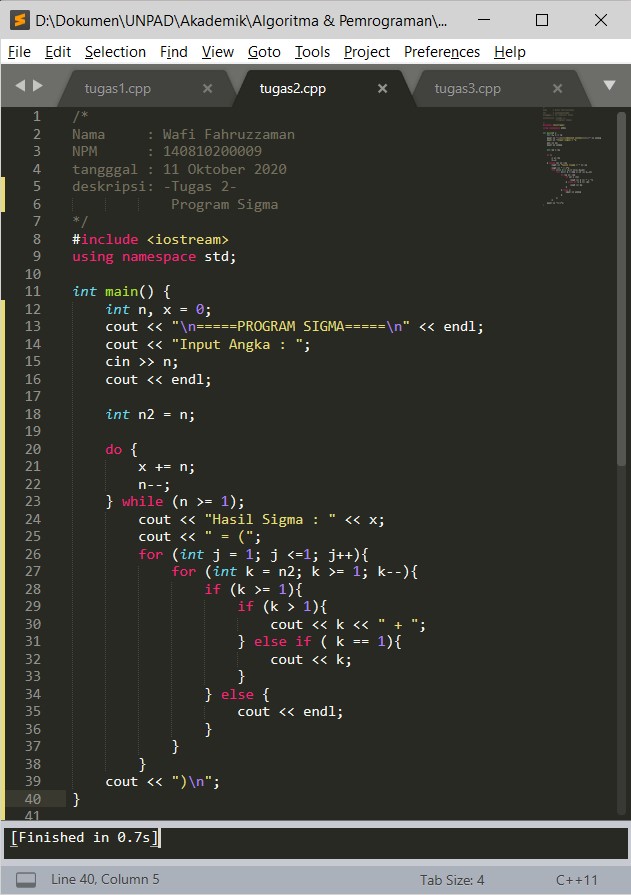 D:\Dokumen\UNPAD\Akademik\Algoritma & Pemrograman\...
File Edit Selection Find View Goto Tools Project Preferences Help
tugas1.cpp tugas2.cpp tugas3.cpp
1 /*
2 Nama : Wafi Fahruzzaman
3 NPM : 140810200009
4 tangggal : 11 Oktober 2020
5 deskripsi: -Tugas 2-
6 Program Sigma
7 */
8 #include <iostream>
9 using namespace std;
10
11 int main() {
12 int n, x = 0;
13 cout << "\n=====PROGRAM SIGMA=====\n" << endl;
14 cout << "Input Angka : ";
15 cin >> n;
16 cout << endl;
17
18 int n2 = n;
19
20 do {
21 x += n;
22 n--;
23 } while (n >= 1);
24 cout << "Hasil Sigma : " << x;
25 cout << " = (";
26 for (int j = 1; j <=1; j++){
27 for (int k = n2; k >= 1; k--){
28 if (k >= 1){
29 if (k > 1){
30 cout << k << " + ";
31 } else if ( k == 1){
32 cout << k;
33 }
34 } else {
35 cout << endl;
36 }
37 }
38 }
39 cout << ")\n";
40 }
41
[Finished in 0.7s]
Line 40, Column 5 Tab Size: 4 C++11